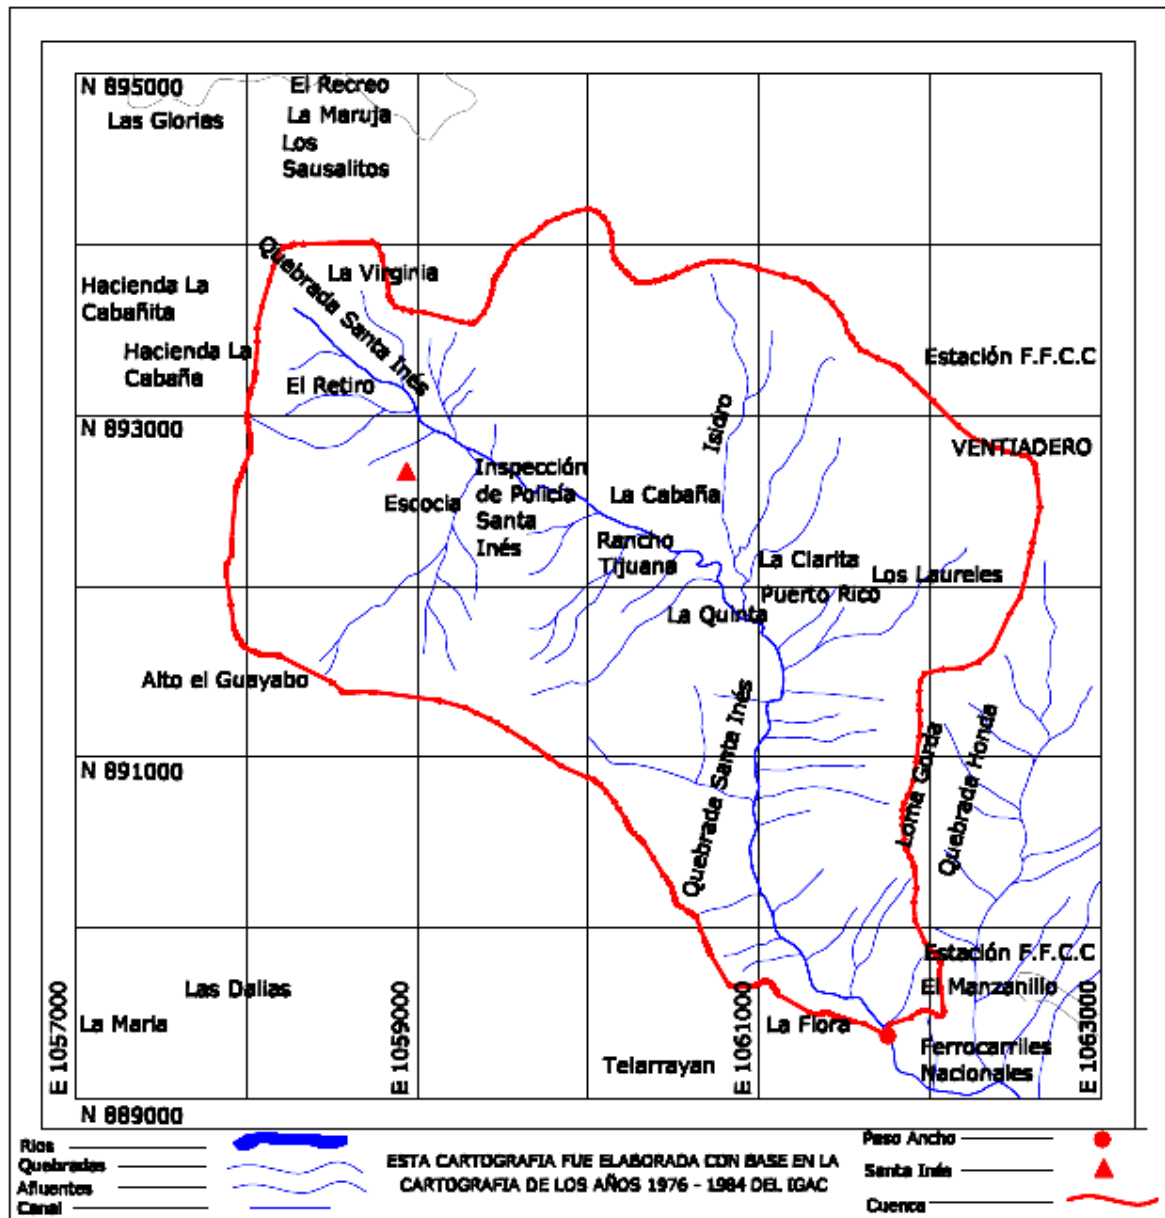 N 895000
El Recreo
Las Glorias
La Maruja
Los
Sausalitos
Quebrada Santa Inés
La Virginia
Hacienda La
Cabañita
Hacienda La
Cabaña
El Retiro
Estación F.F.C.C
N 893000
Isidro
VENTIADERO
Inspección
de Policía
Santa
Inés
Escocia
La Cabaña
Rancho
Tijuana
La Clarita
Los Laureles
Puerto Rico
La Quinta
Alto el Guayabo
Quebrada Santa Inés
Loma Gorda
Quebrada Honda
N 891000
Estación F.F.C.C
El Manzanillo
Las Dalias
La Maria
La Flora
Telarrayan
Ferrocarriles
Nacionales
E 1057000
E 1059000
E 1061000
E 1063000
N 889000
Rios
Quebradas
Afluentes
Canal
ESTA CARTOGRAFIA FUE ELABORADA CON BASE EN LA
CARTOGRAFIA DE LOS AÑOS 1976 - 1984 DEL IGAC
Paso Ancho
Santa Inés
Cuenca